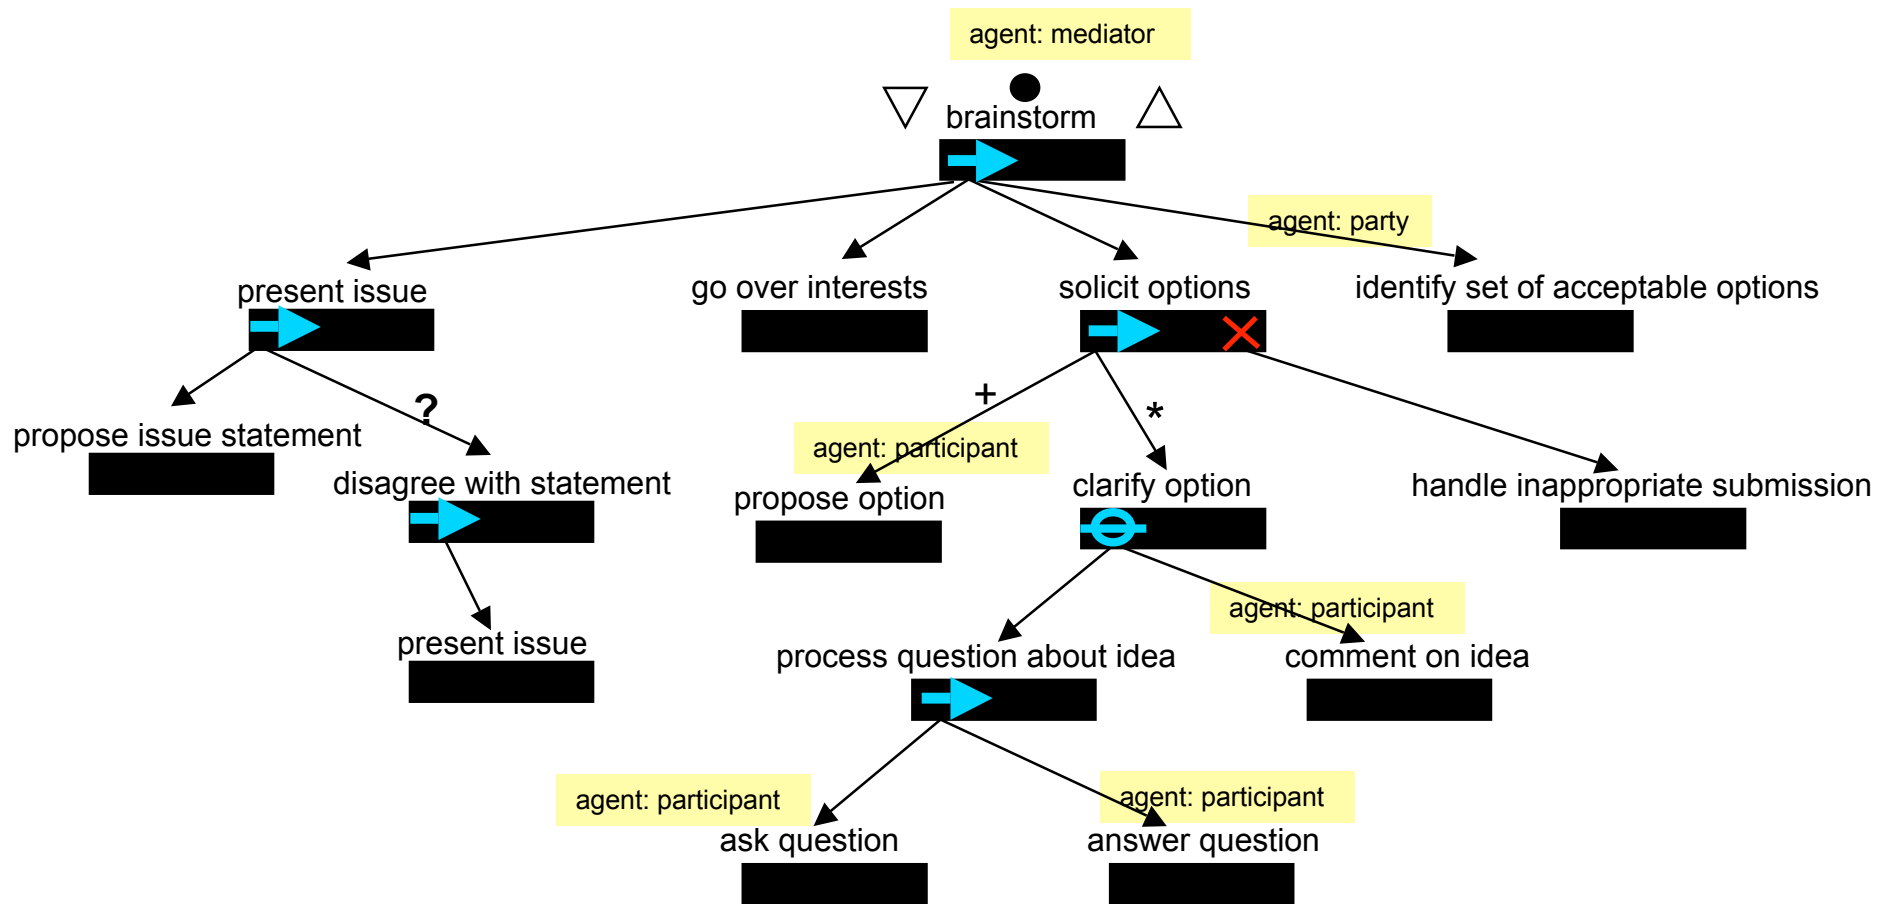 agent: mediator
brainstorm
agent: party
present issue
go over interests
solicit options
identify set of acceptable options
+
?
*
propose issue statement
agent: participant
disagree with statement
propose option
clarify option
handle inappropriate submission
agent: participant
present issue
process question about idea
comment on idea
agent: participant
agent: participant
ask question
answer question